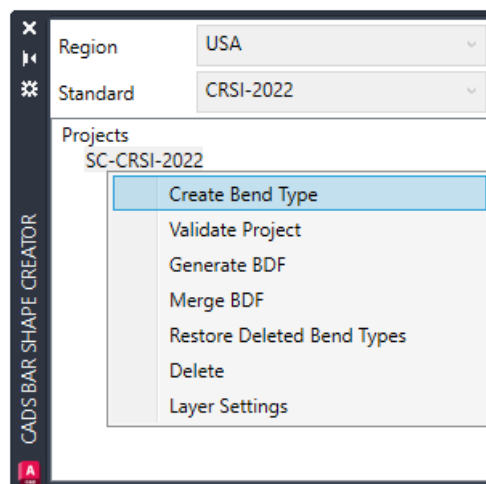 Region USA
Standard CRSI-2022
Projects
SC-CRSI-2022
Create Bend Type
Validate Project
Generate BDF
Merge BDF
Restore Deleted Bend Types
Delete
Layer Settings
CADS BAR SHAPE CREATOR
A